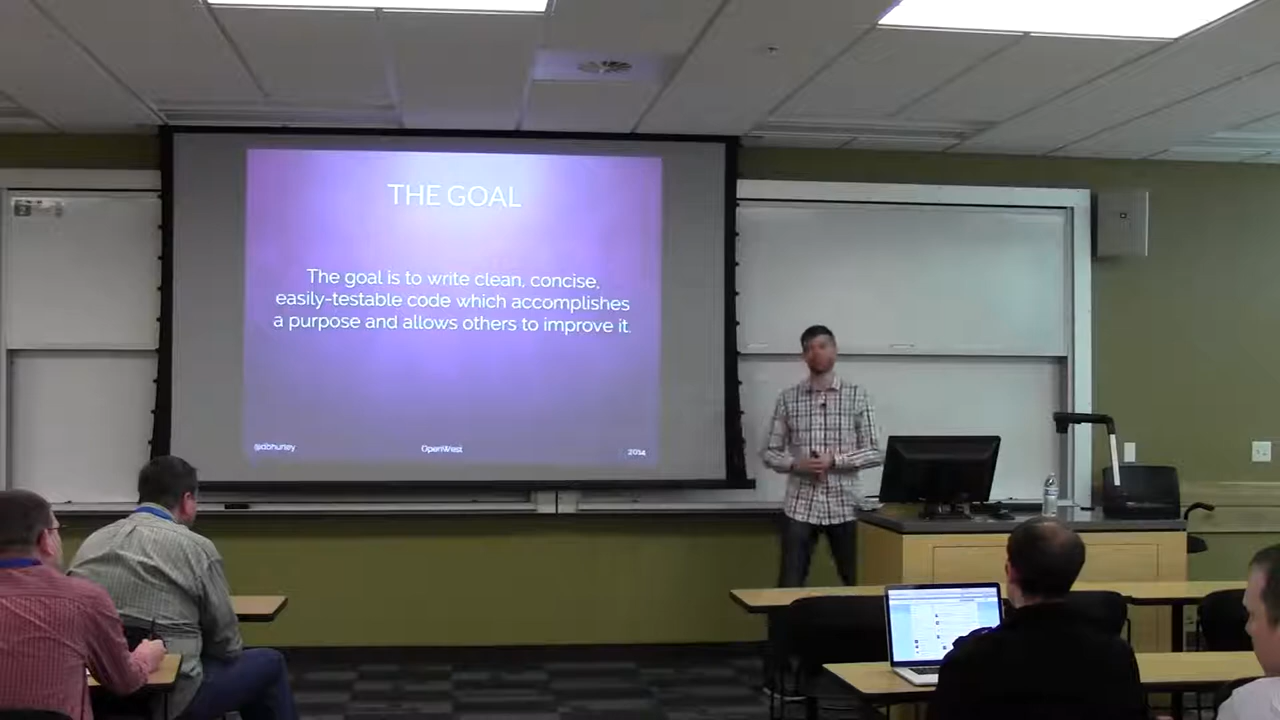 THE GOAL
The goal is to write clean, concise,
easily-testable code which accomplishes
a purpose and allows others to improve it.
@dbhurley
OpenWest
2014